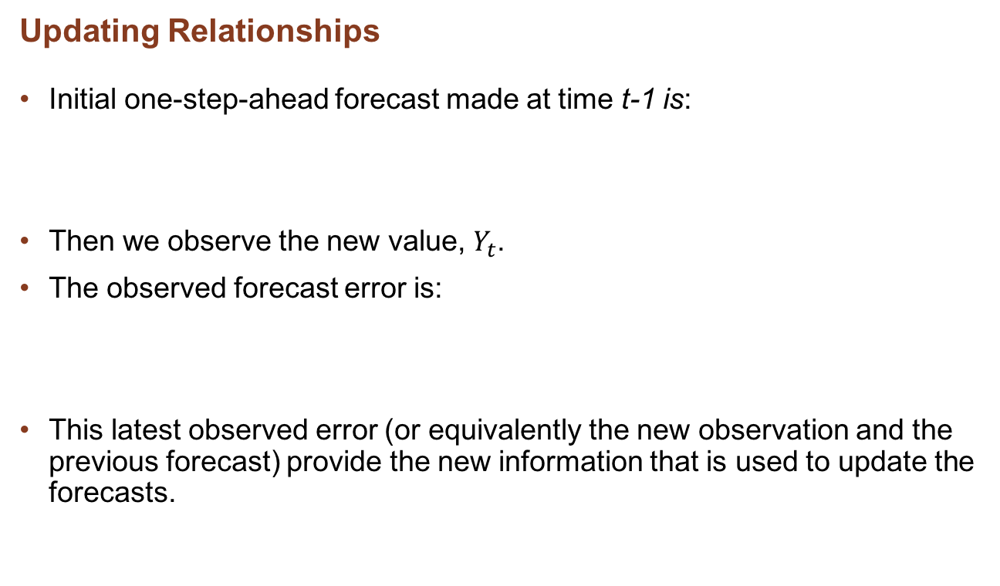 Updating Relationships
• Initial one-step-ahead forecast made at time t-1 is:
• Then we observe the new value, Yₜ.
• The observed forecast error is:
• This latest observed error (or equivalently the new observation and the
previous forecast) provide the new information that is used to update the
forecasts.